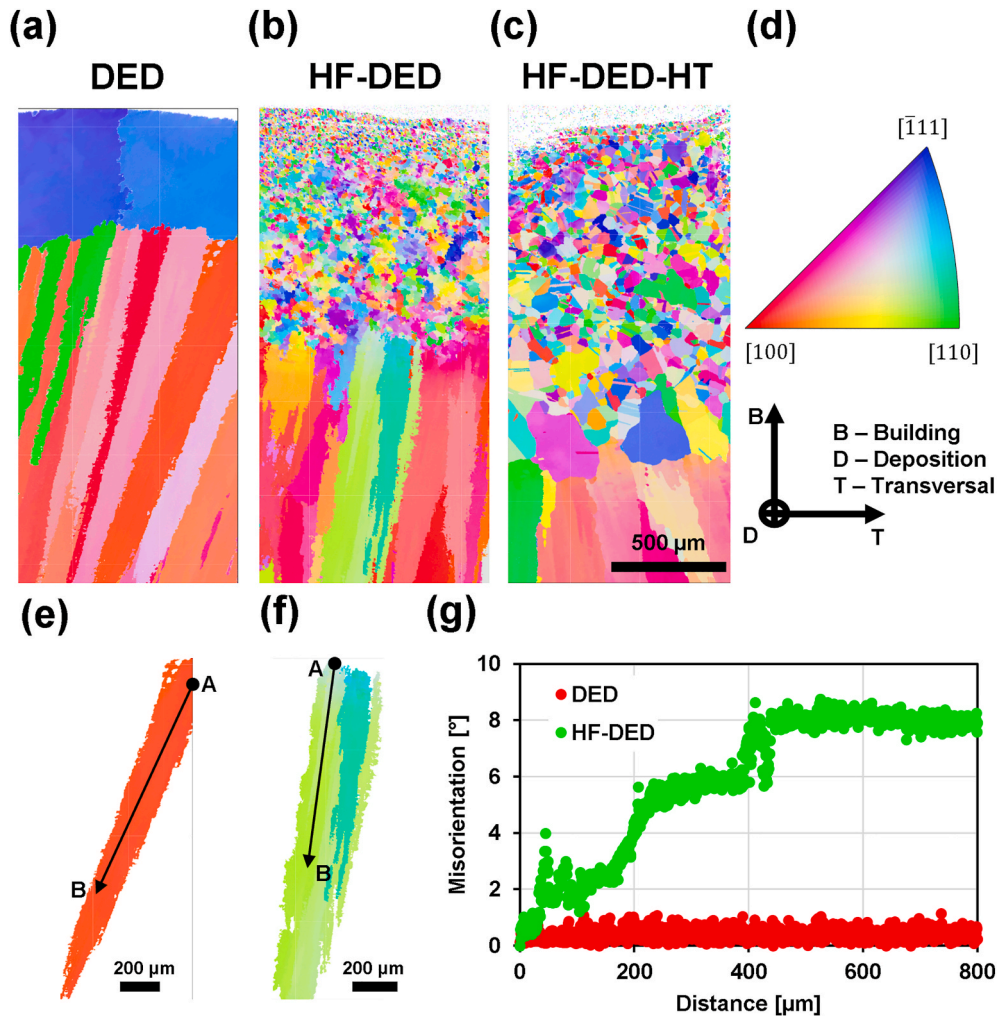 (a)
DED
(b)
HF-DED
(c)
HF-DED-HT
500 µm
(d)
[1̅11]
[100]
[110]
B
D
T
B – Building
D – Deposition
T – Transversal
(e)
A
B
200 µm
(f)
A
B
200 µm
(g)
Misorientation [°]
10
8
6
4
2
0
DED
HF-DED
0
200
400
600
800
Distance [µm]